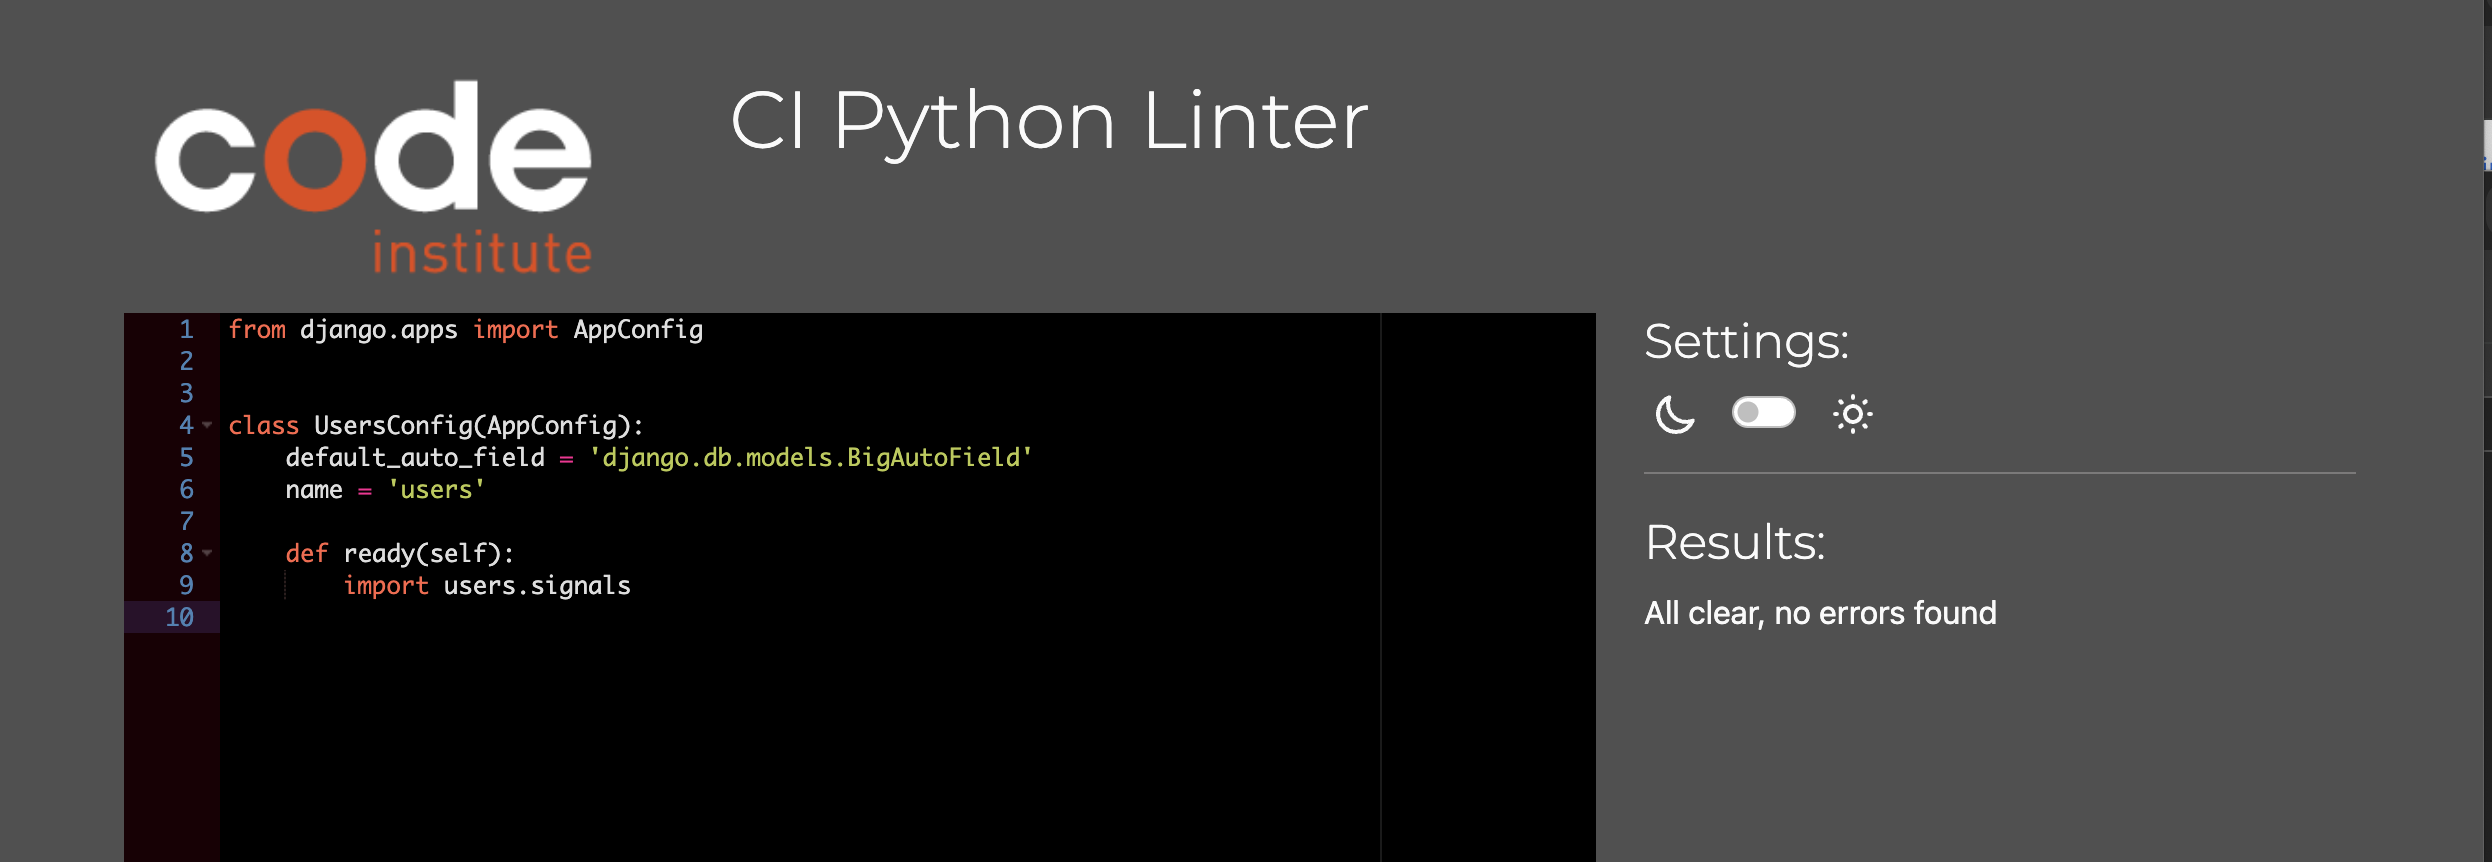 code
institute
CI Python Linter
1 from django.apps import AppConfig
2
3
4 class UsersConfig(AppConfig):
5     default_auto_field = 'django.db.models.BigAutoField'
6     name = 'users'
7
8     def ready(self):
9         import users.signals
10
Settings:
Results:
All clear, no errors found